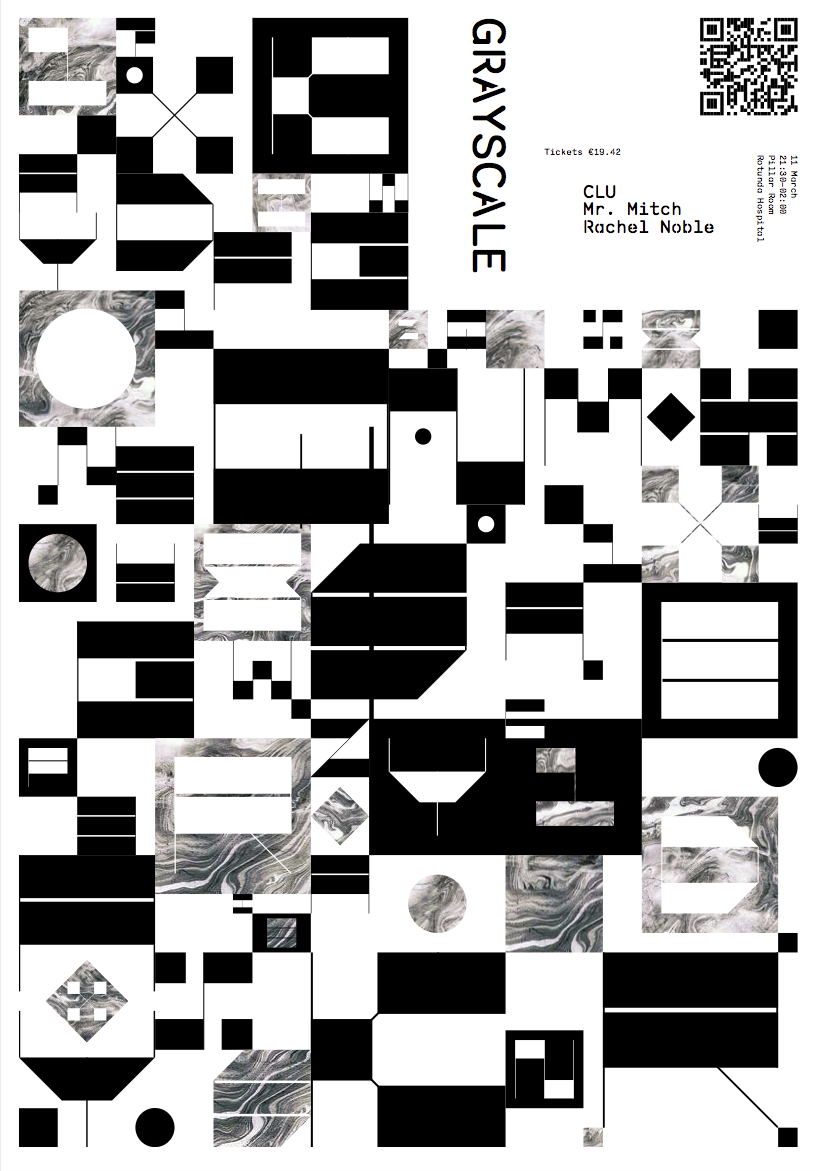 GRAYSCALE
Tickets €19.42
CLU
Mr. Mitch
Rachel Noble
11 March
21:30–02:00
Pillar Room
Rotunda Hospital